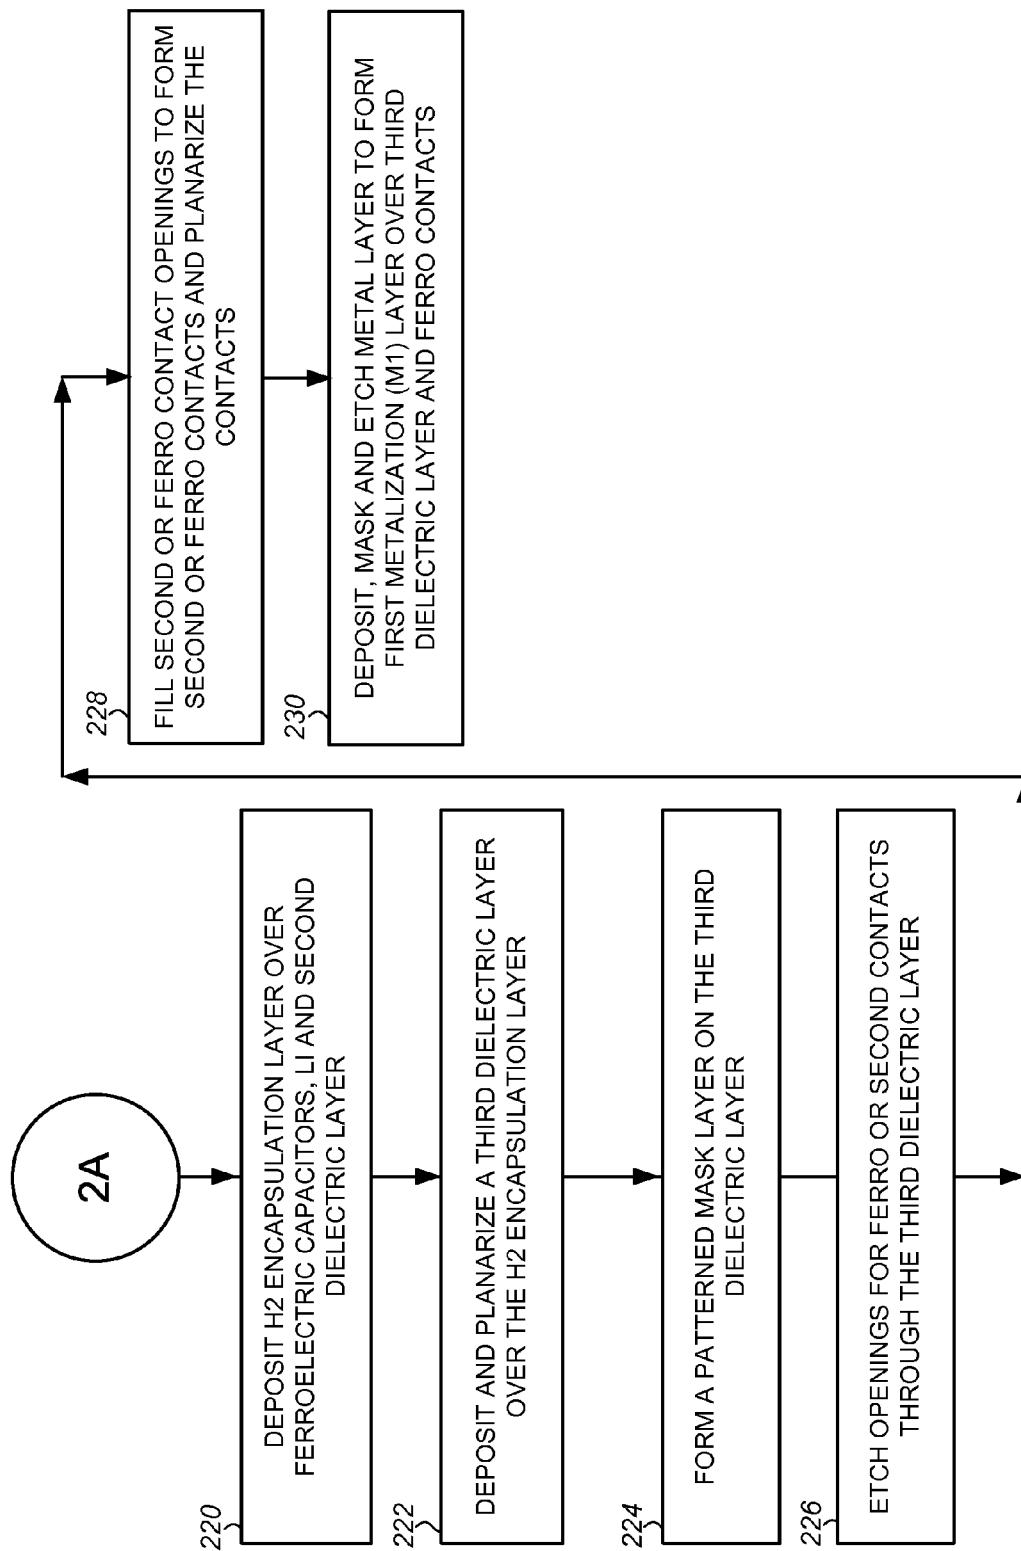 2A
220
DEPOSIT H2 ENCAPSULATION LAYER OVER
FERROELECTRIC CAPACITORS, LI AND SECOND
DIELECTRIC LAYER
222
DEPOSIT AND PLANARIZE A THIRD DIELECTRIC LAYER
OVER THE H2 ENCAPSULATION LAYER
224
FORM A PATTERNED MASK LAYER ON THE THIRD
DIELECTRIC LAYER
226
ETCH OPENINGS FOR FERRO OR SECOND CONTACTS
THROUGH THE THIRD DIELECTRIC LAYER
228
FILL SECOND OR FERRO CONTACT OPENINGS TO FORM
SECOND OR FERRO CONTACTS AND PLANARIZE THE
CONTACTS
230
DEPOSIT, MASK AND ETCH METAL LAYER TO FORM
FIRST METALIZATION (M1) LAYER OVER THIRD
DIELECTRIC LAYER AND FERRO CONTACTS